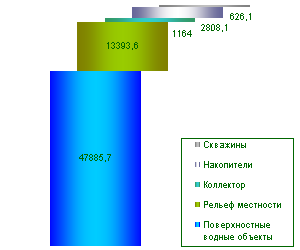 626,1
2808,1
1164
13393,6
47885,7
Скважины
Накопители
Коллектор
Рельеф местности
Поверхностные
водные объекты